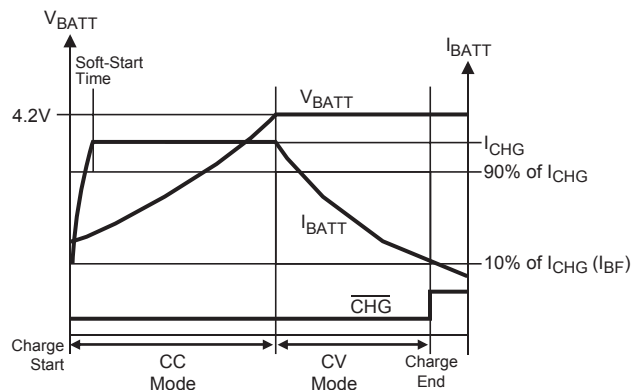 VBATT
IBATT
Soft-Start
Time
4.2V
VBATT
ICHG
90% of ICHG
IBATT
10% of ICHG (IBF)
CHG
Charge
Start
CC
Mode
CV
Mode
Charge
End